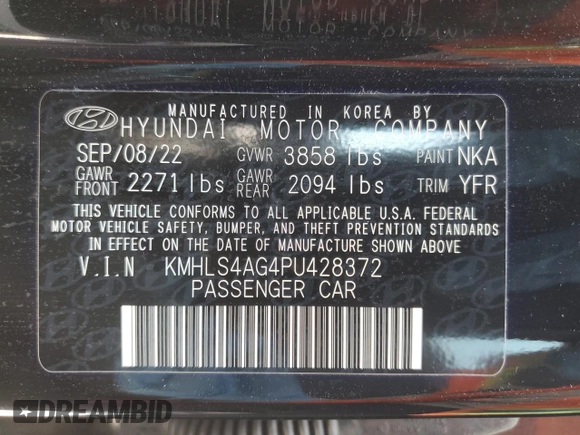 MANUFACTURED IN KOREA BY
HYUNDAI MOTOR COMPANY
SEP/08/22 GVWR 3858 lbs PAINT NKA
GAWR FRONT 2271 lbs GAWR REAR 2094 lbs TRIM YFR
THIS VEHICLE CONFORMS TO ALL APPLICABLE U.S.A. FEDERAL
MOTOR VEHICLE SAFETY, BUMPER, AND THEFT PREVENTION STANDARDS
IN EFFECT ON THE DATE OF MANUFACTURE SHOWN ABOVE.
V.I.N KMHLS4AG4PU428372
PASSENGER CAR
DREAMBID